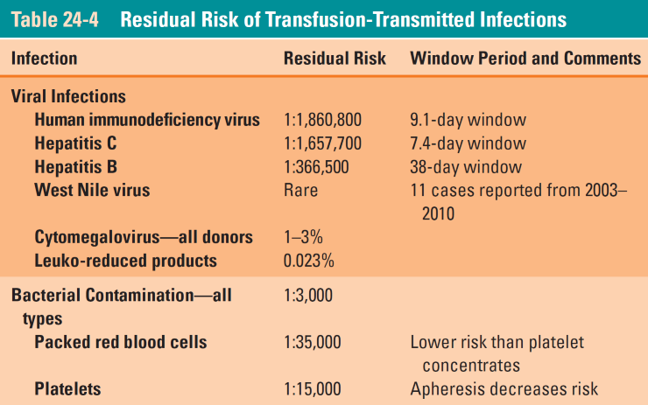 Table 24-4 Residual Risk of Transfusion-Transmitted Infections
Infection Residual Risk Window Period and Comments
Viral Infections
Human immunodeficiency virus 1:1,860,800 9.1-day window
Hepatitis C 1:1,657,700 7.4-day window
Hepatitis B 1:366,500 38-day window
West Nile virus Rare 11 cases reported from 2003–
2010
Cytomegalovirus—all donors 1–3%
Leuko-reduced products 0.023%
Bacterial Contamination—all 1:3,000
types
Packed red blood cells 1:35,000 Lower risk than platelet
concentrates
Platelets 1:15,000 Apheresis decreases risk